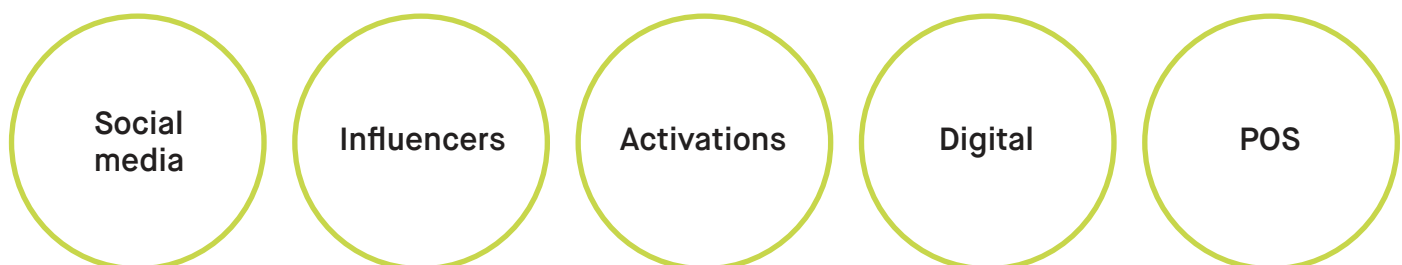 Social
media
Influencers
Activations
Digital
POS